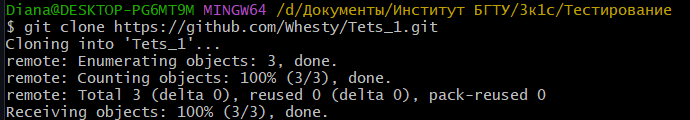 Diana@DESKTOP-PG6MT9M MINGW64 /d/Документы/Институт БГТУ/3к1с/Тестирование
$ git clone https://github.com/Whesty/Tets_1.git
Cloning into 'Tets_1'...
remote: Enumerating objects: 3, done.
remote: Counting objects: 100% (3/3), done.
remote: Total 3 (delta 0), reused 0 (delta 0), pack-reused 0
Receiving objects: 100% (3/3), done.